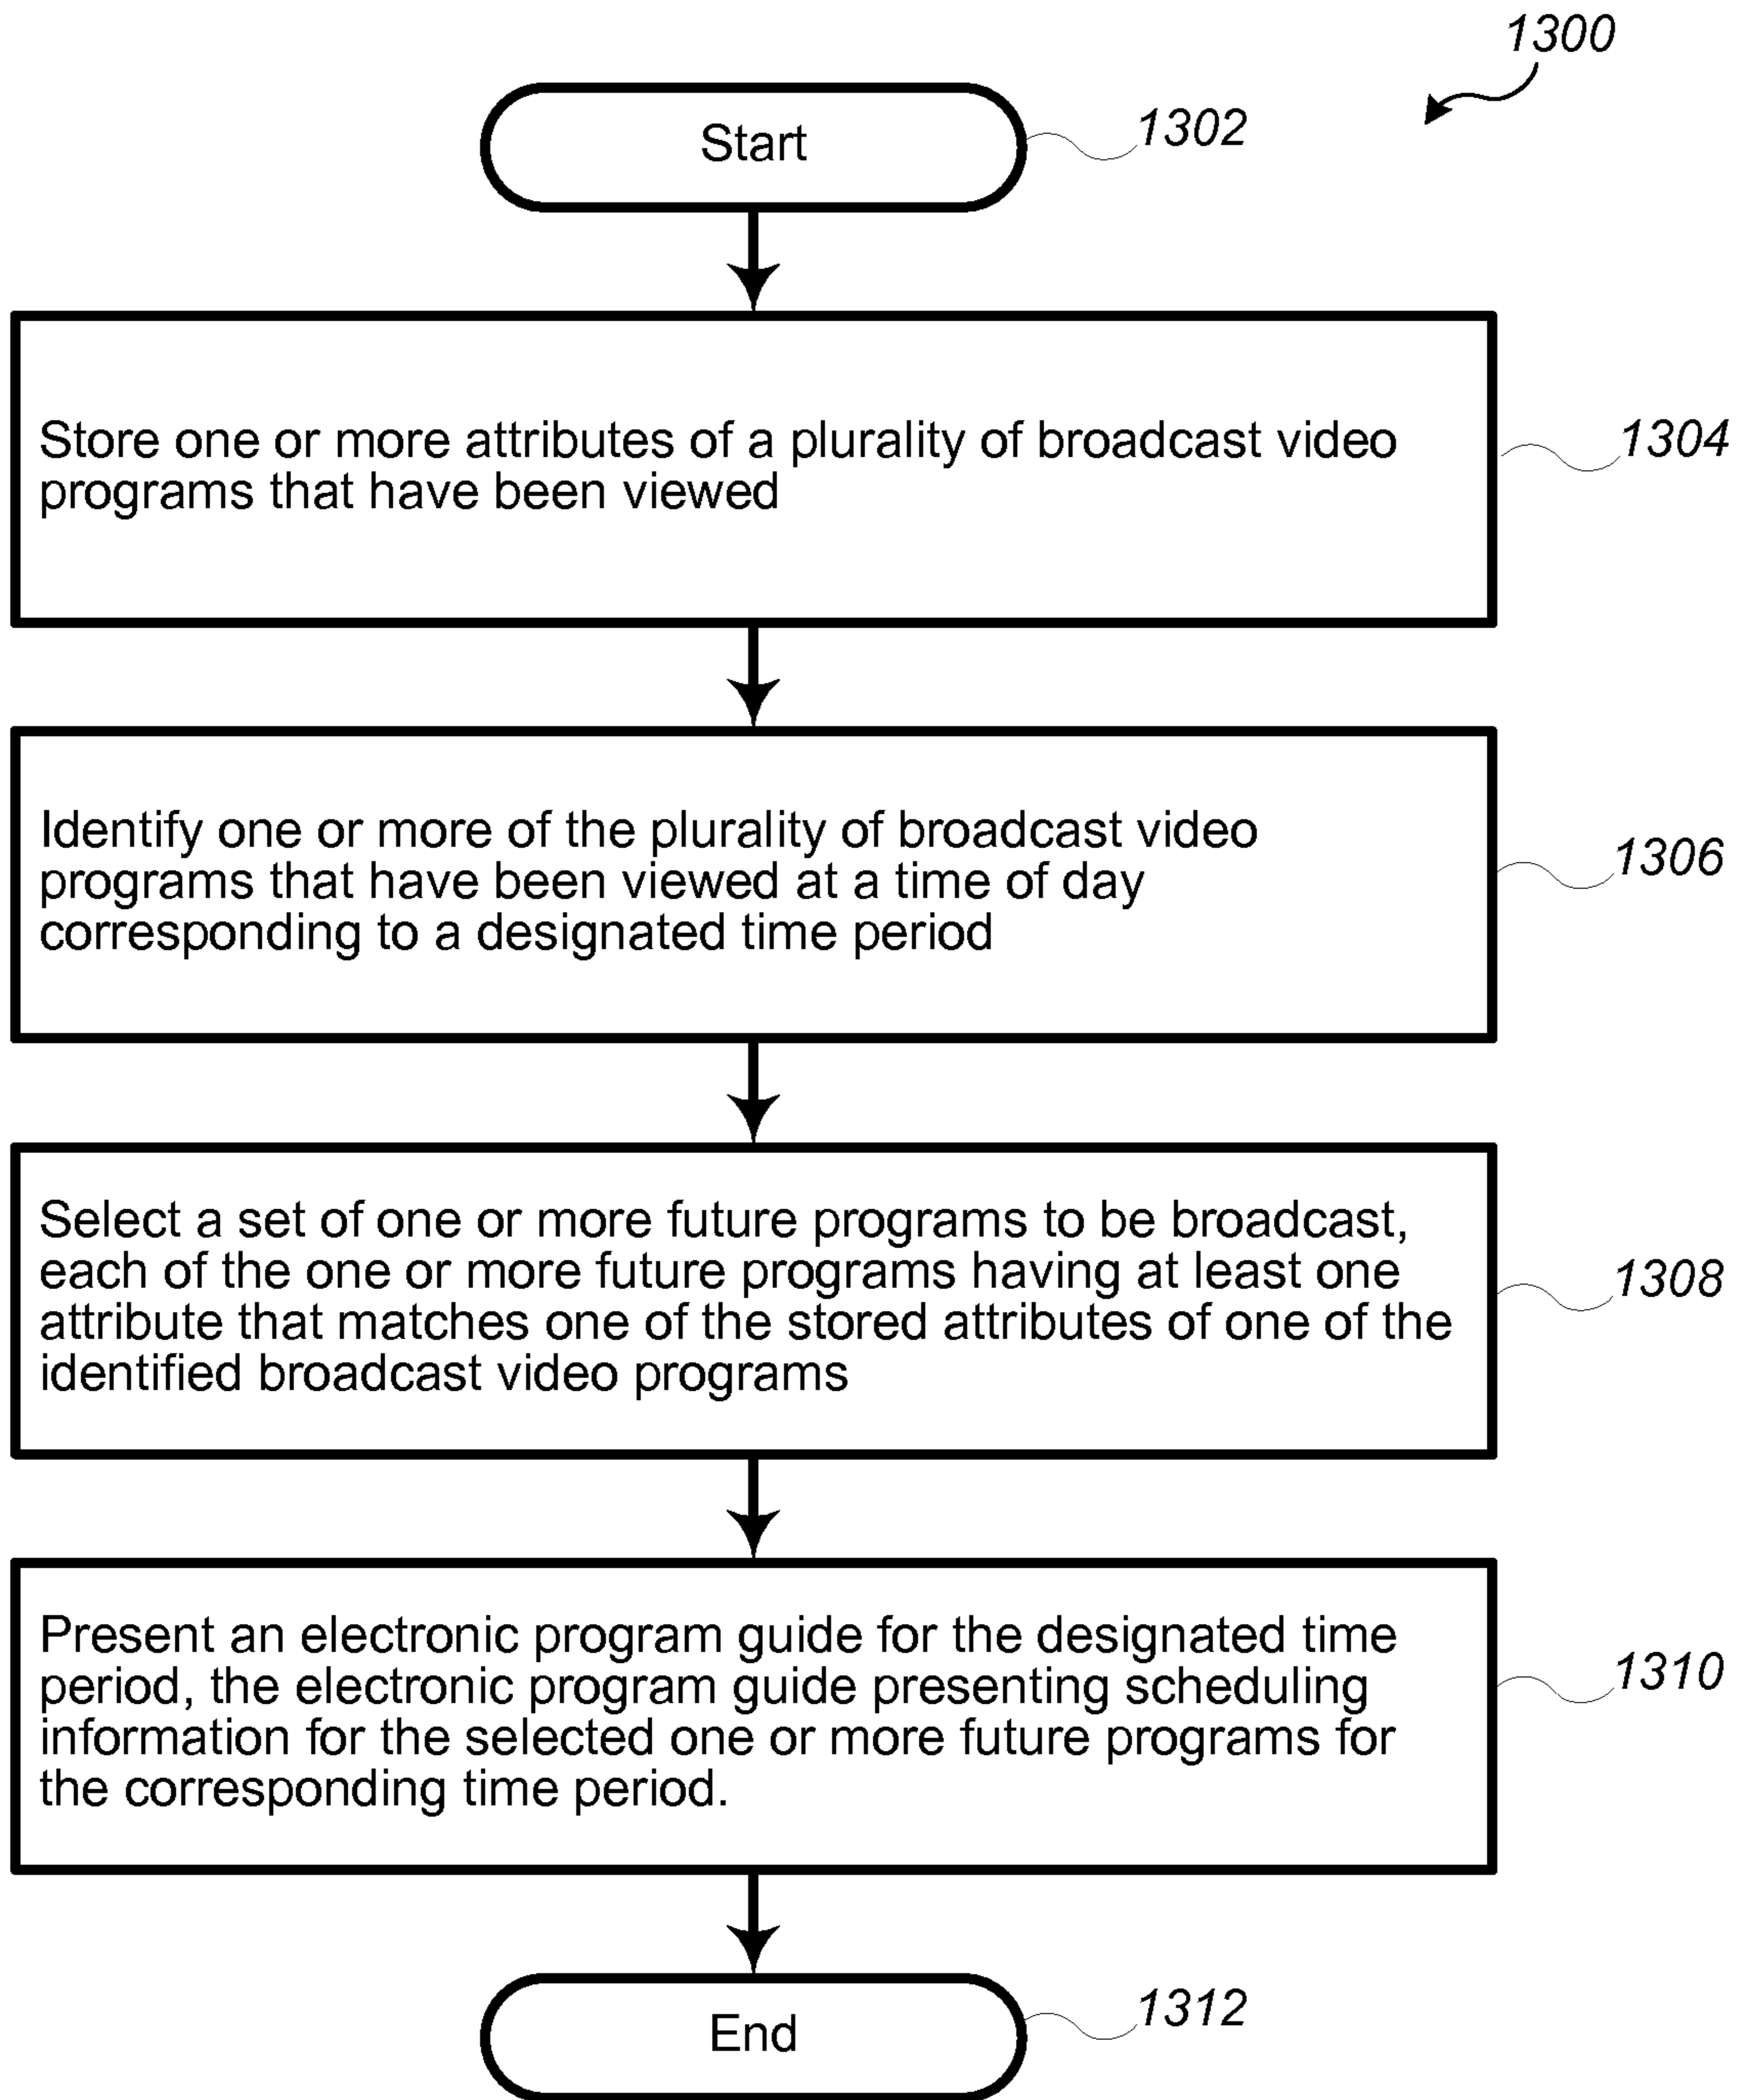 1300
Start
1302
Store one or more attributes of a plurality of broadcast video
programs that have been viewed
1304
Identify one or more of the plurality of broadcast video
programs that have been viewed at a time of day
corresponding to a designated time period
1306
Select a set of one or more future programs to be broadcast,
each of the one or more future programs having at least one
attribute that matches one of the stored attributes of one of the
identified broadcast video programs
1308
Present an electronic program guide for the designated time
period, the electronic program guide presenting scheduling
information for the selected one or more future programs for
the corresponding time period.
1310
End
1312